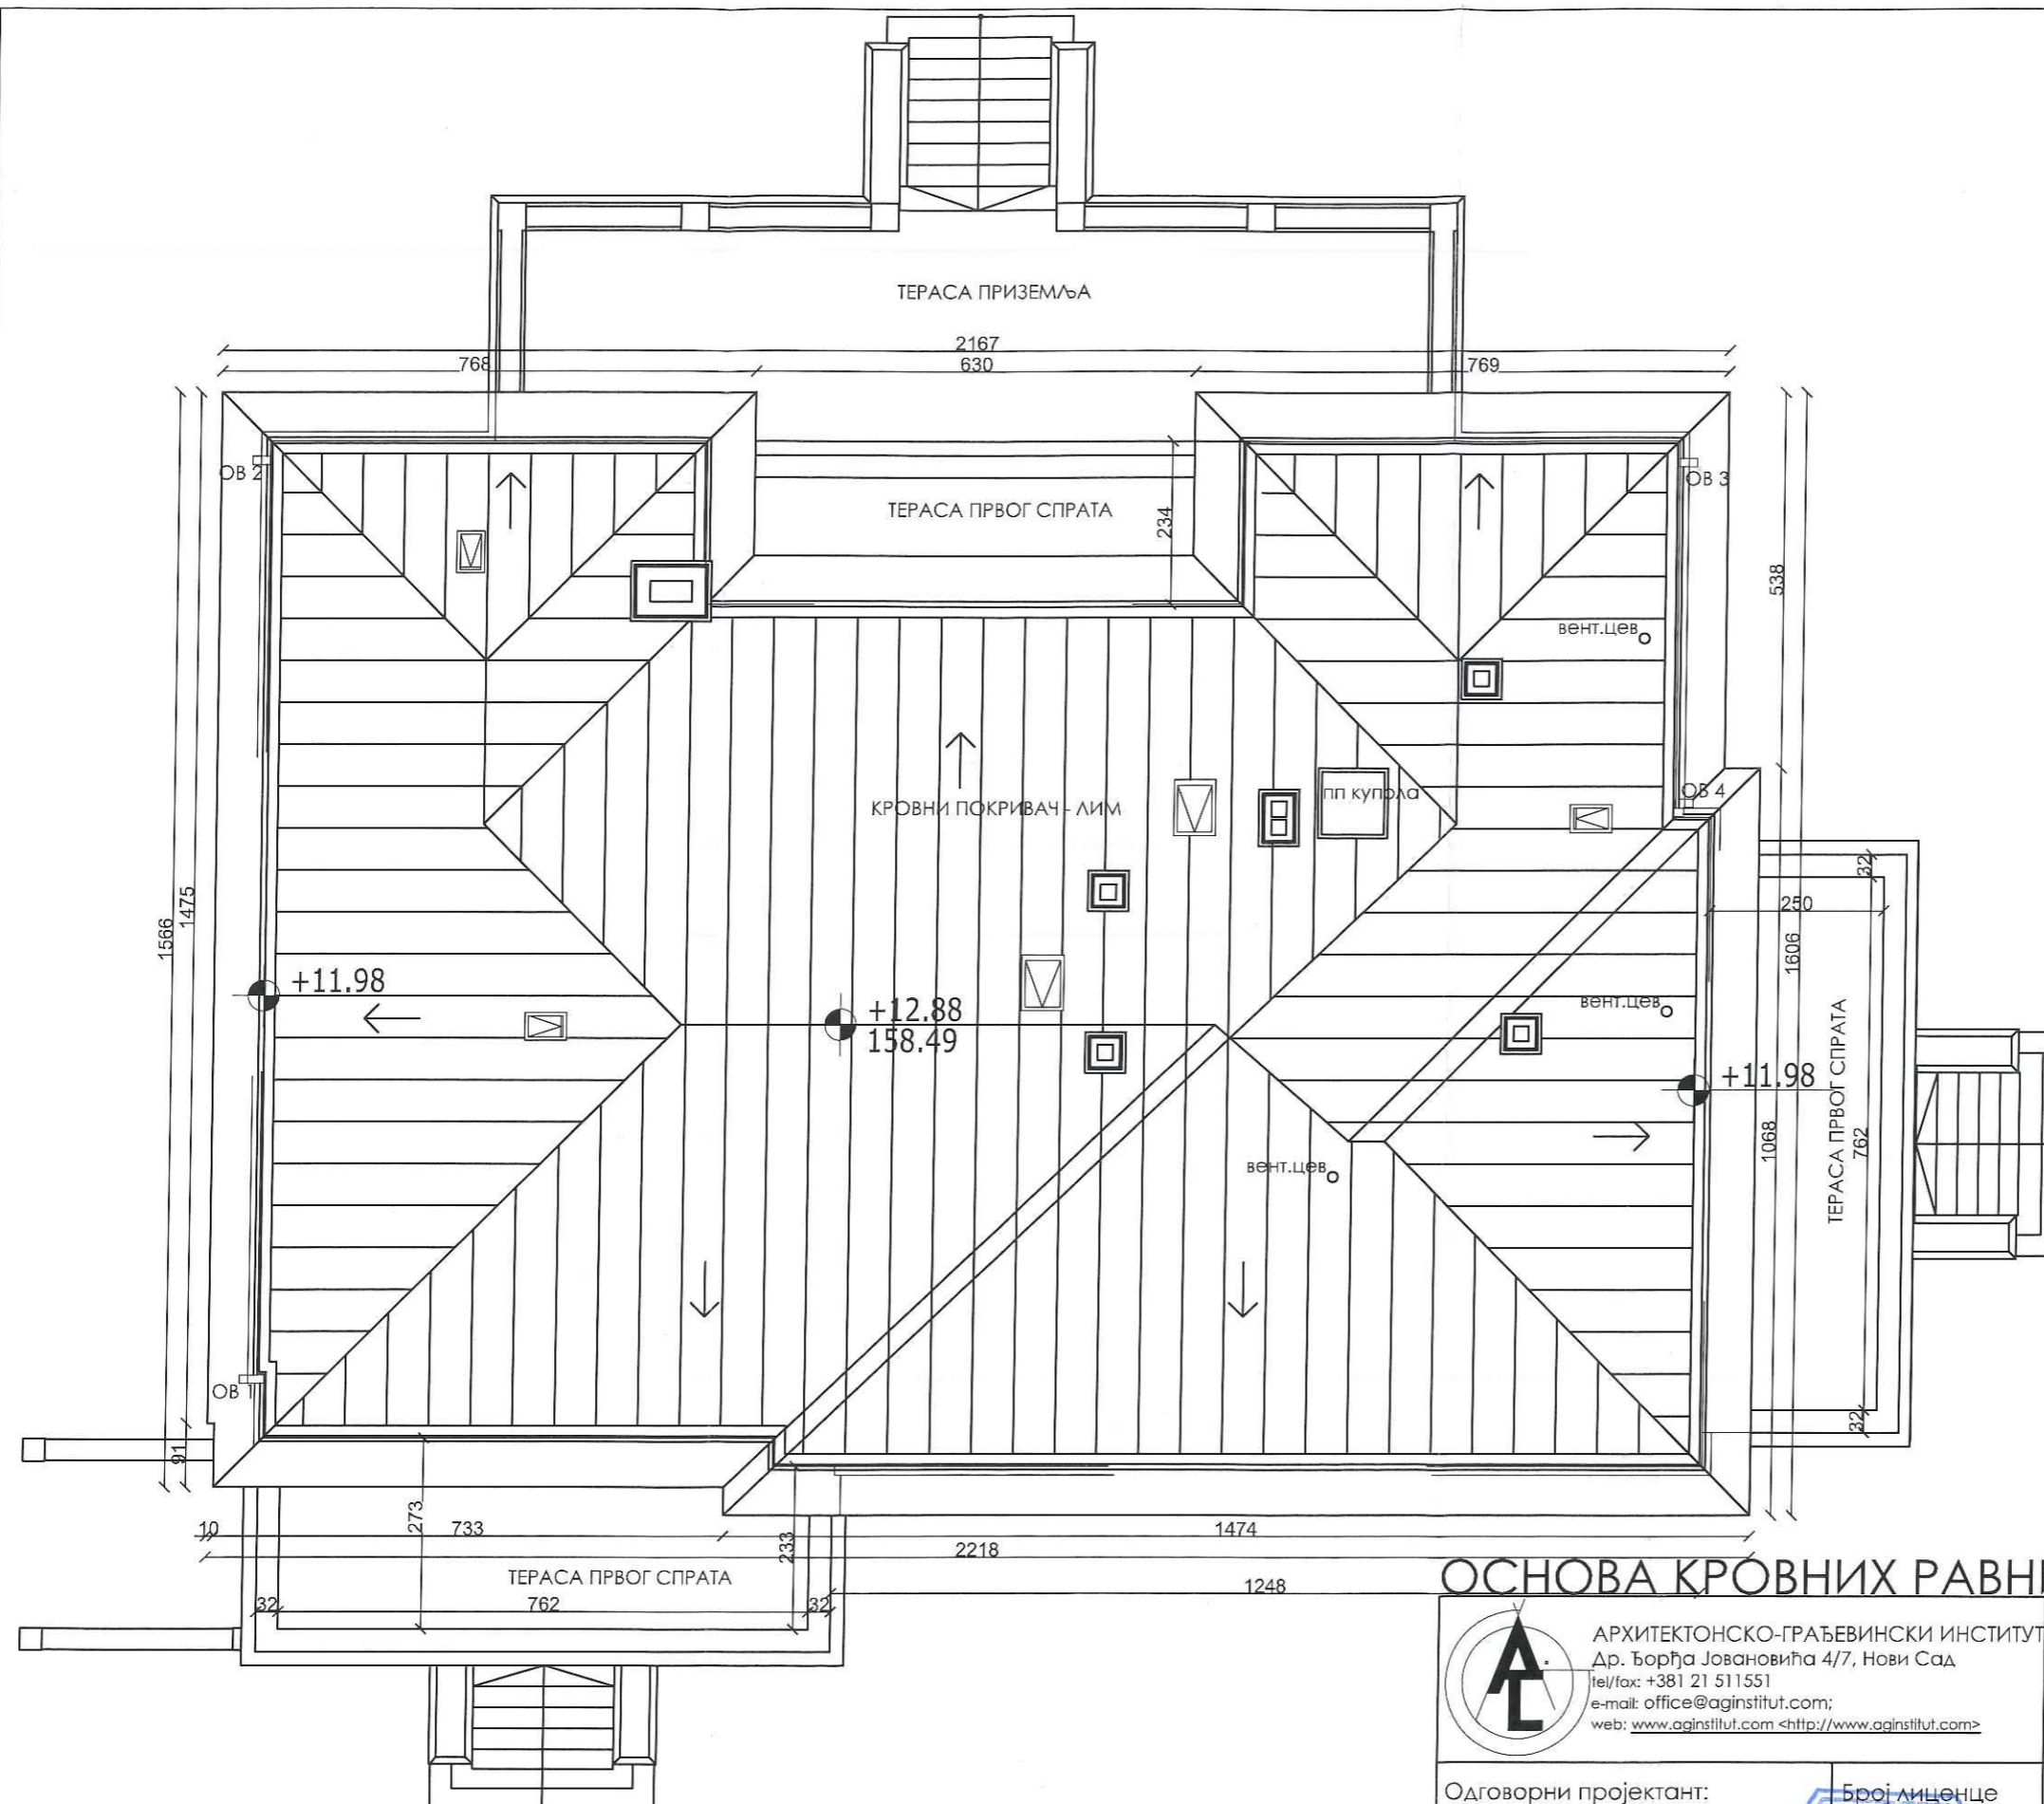 ТЕРАСА ПРИЗЕМЉА
2167
768
630
769
ОВ 2
ОВ 3
ТЕРАСА ПРВОГ СПРАТА
234
538
вент.цев
КРОВНИ ПОКРИВАЧ - ЛИМ
пп купола
ОВ 4
32
250
1566
1475
1606
+11.98
+12.88
158.49
вент.цев
+11.98
ТЕРАСА ПРВОГ СПРАТА
762
1068
вент.цев
ОВ 1
91
32
10
733
273
233
1474
2218
ТЕРАСА ПРВОГ СПРАТА
1248
32
762
32
ОСНОВА КРОВНИХ
АРХИТЕКТОНСКО-ГРАЂЕВИНСКИ ИНСТИТУТ
Др. Ђорђа Јовановића 4/7, Нови Сад
tel/fax: +381 21 511551
e-mail: office@aginstitut.com;
web: www.aginstitut.com <http://www.aginstitut.com>
Одговорни пројектант:
Број лиценце